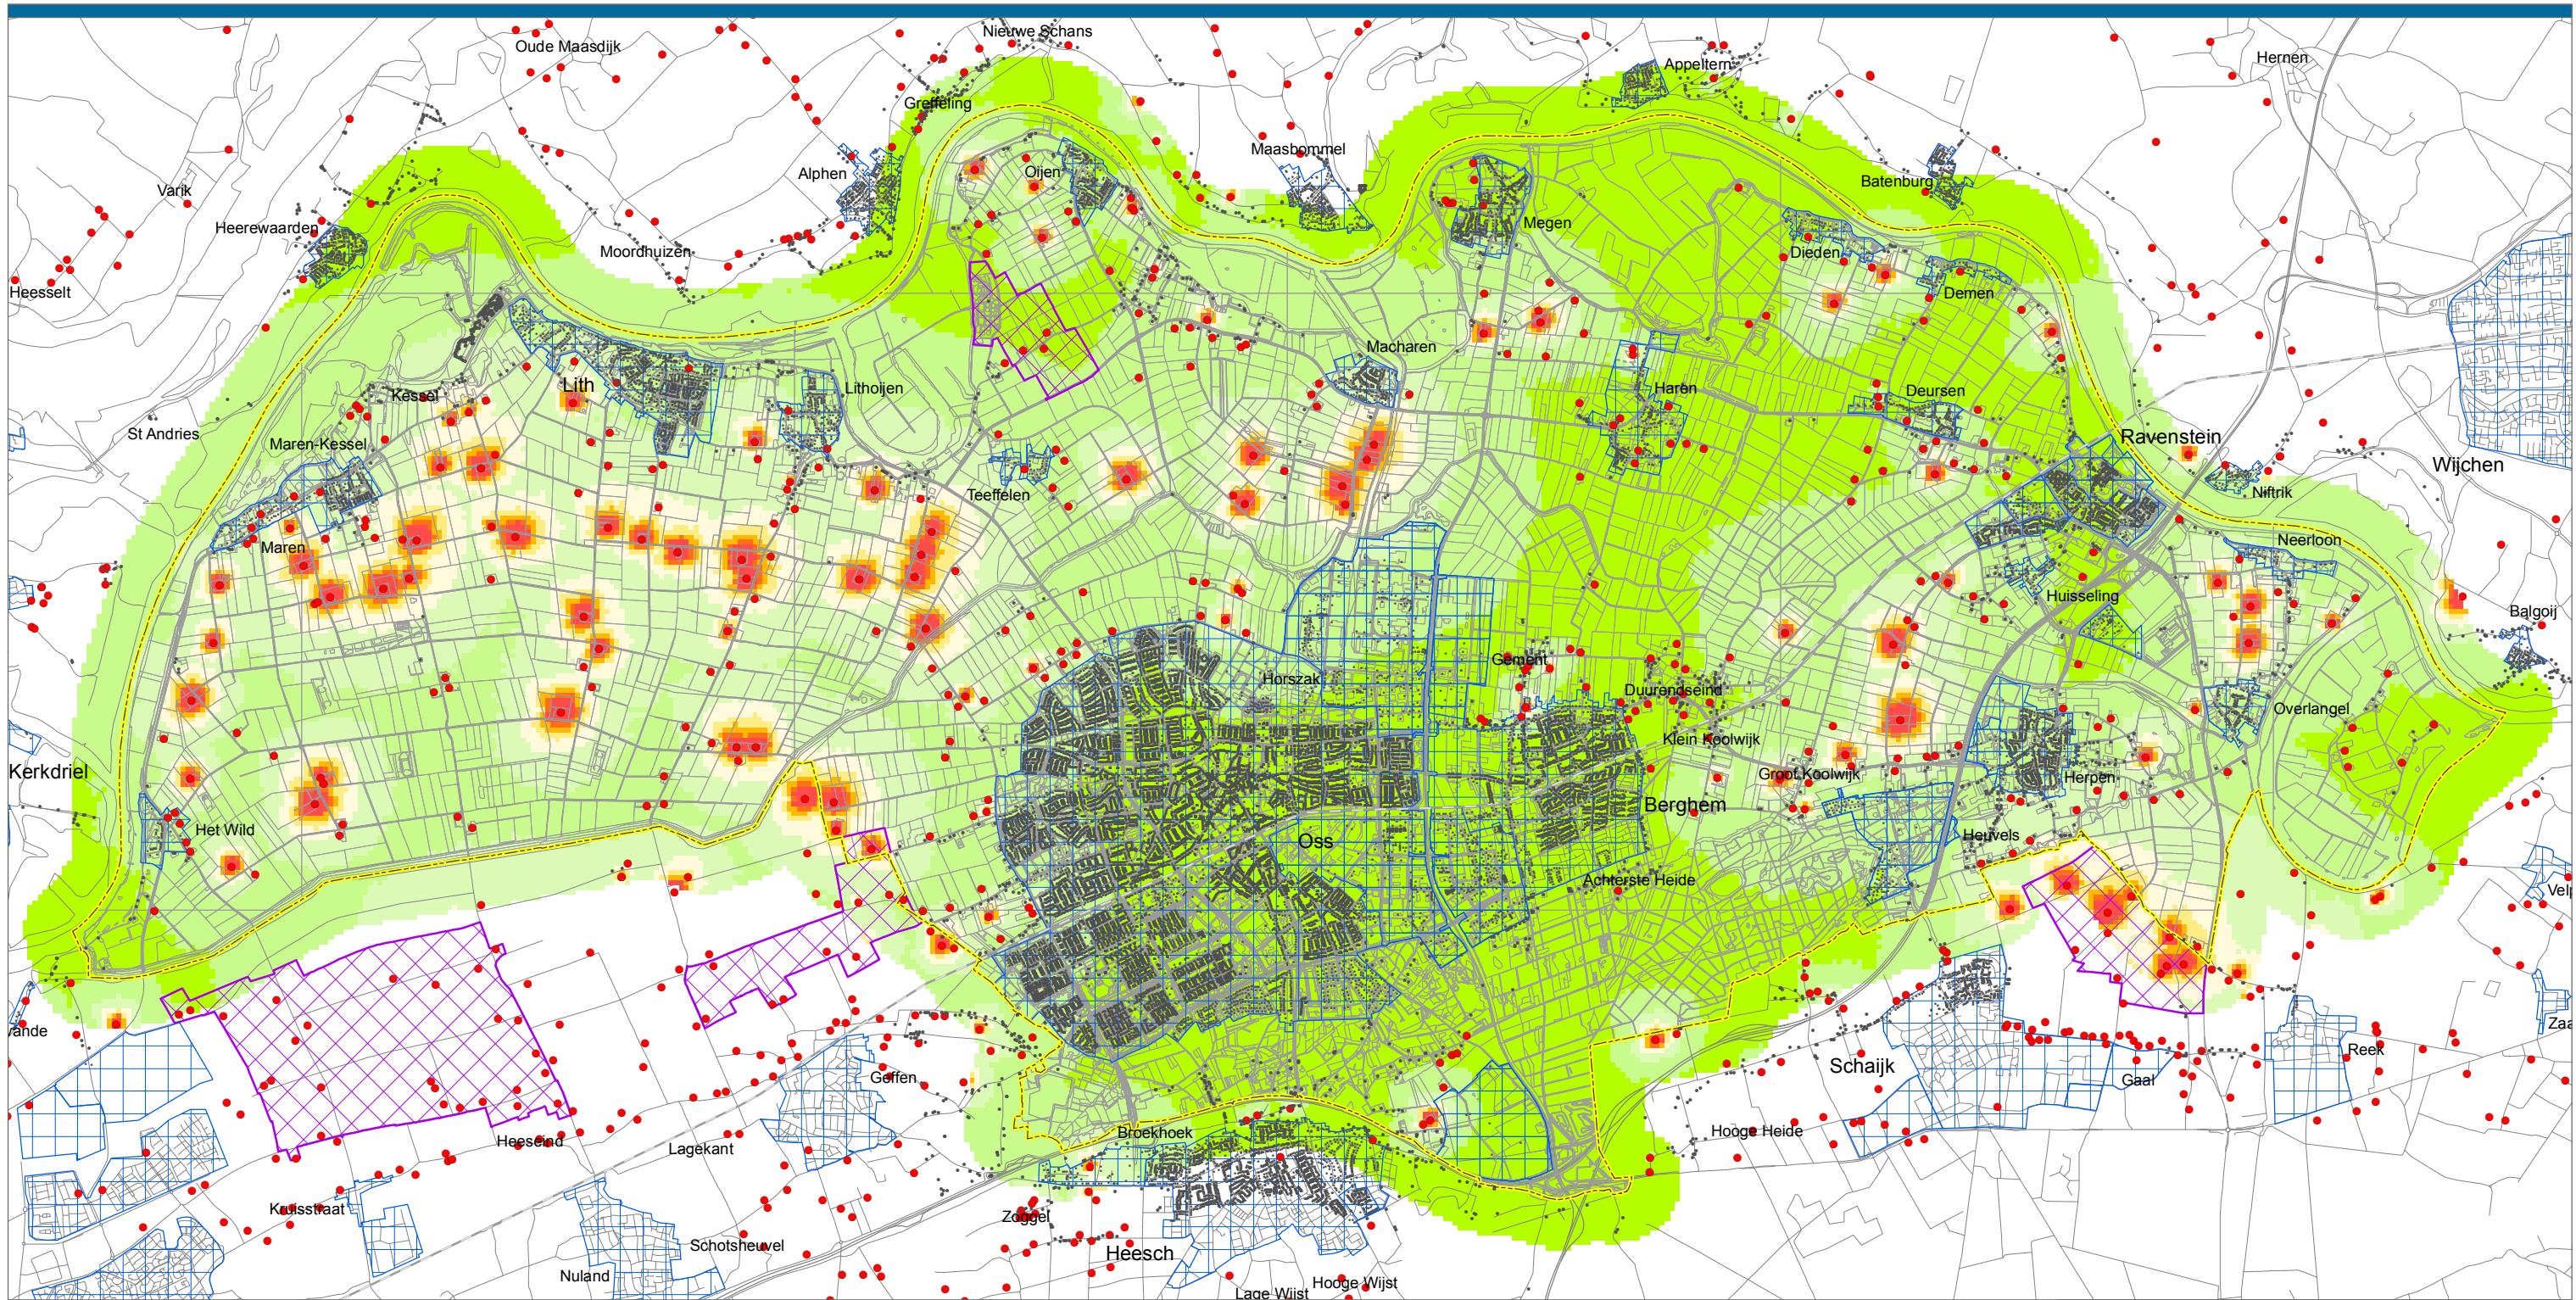 Oude Maasdijk
Nieuwe Schans
Appeltern
Hernen
Greffeling
Maasbommel
Alphen
Oijen
Varik
Batenburg
Heerewaarden
Megen
Moordhuizen
Dieden
Heesselt
Demen
Macharen
Lith
Lithoijen
Haren
Deursen
Kessel
St Andries
Maren-Kessel
Ravenstein
Wijchen
Teeffelen
Niftrik
Maren
Neerloon
Huisseling
Balgoij
Gement
Horszak
Duurendseind
Overlangel
Klein Koolwijk
Kerkdriel
Groot Koolwijk
Herpen
Berghem
Het Wild
Heuvels
Oss
Achterste Heide
Velp
Schaijk
Reek
Geffen
Gaal
Broekhoek
Hooge Heide
Heeseind
Lagekant
Kruisstraat
Zoggel
Schotsheuvel
Heesch
Nuland
Hooge Wijst
Lage Wijst